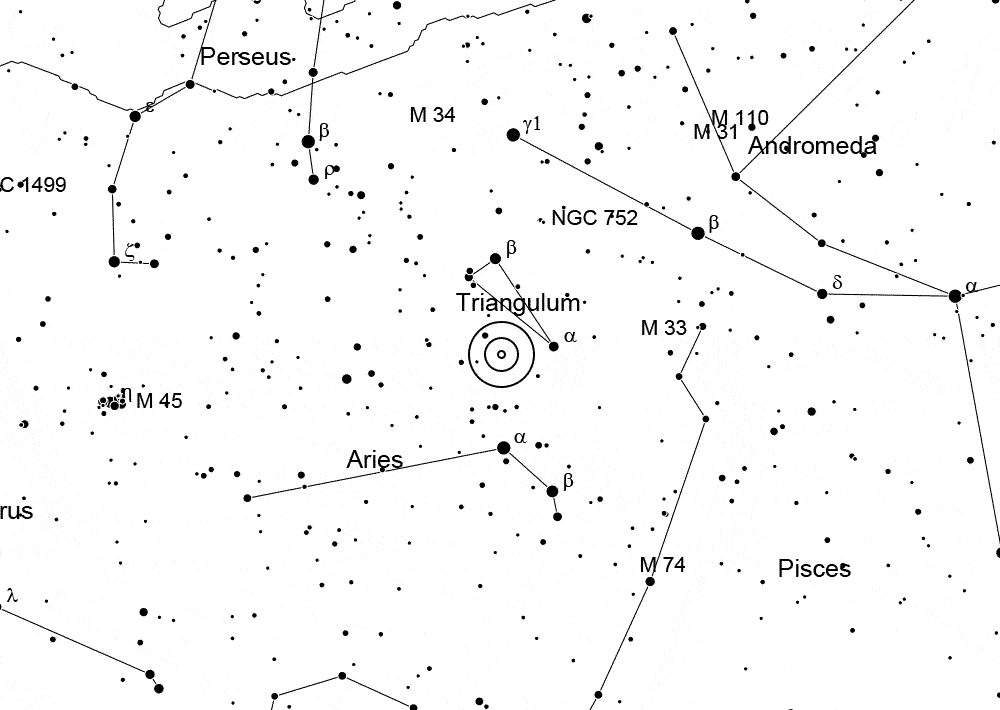 Perseus
ε
β
M 34
γ1
M 110
M 31
Andromeda
ρ
C 1499
NGC 752
β
ζ
β
δ
α
Triangulum
α
M 33
η
M 45
α
Aries
β
rus
M 74
Pisces
λ